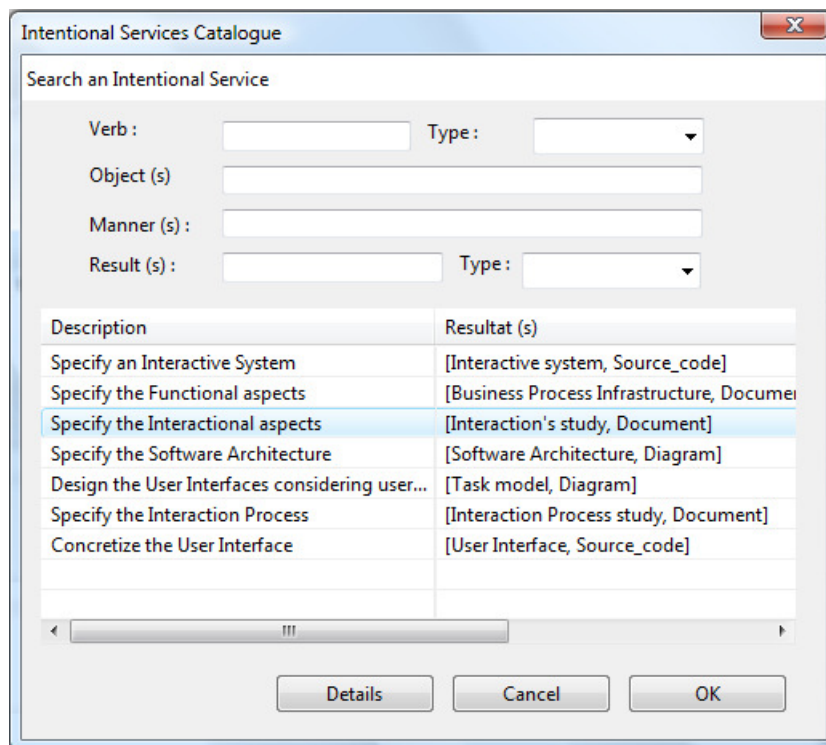 Intentional Services Catalogue
Search an Intentional Service
Verb : Type :
Object (s)
Manner (s) :
Result (s) : Type :
Description Resultat (s)
Specify an Interactive System [Interactive system, Source_code]
Specify the Functional aspects [Business Process Infrastructure, Documen
Specify the Interactional aspects [Interaction's study, Document]
Specify the Software Architecture [Software Architecture, Diagram]
Design the User Interfaces considering user... [Task model, Diagram]
Specify the Interaction Process [Interaction Process study, Document]
Concretize the User Interface [User Interface, Source_code]
Details Cancel OK